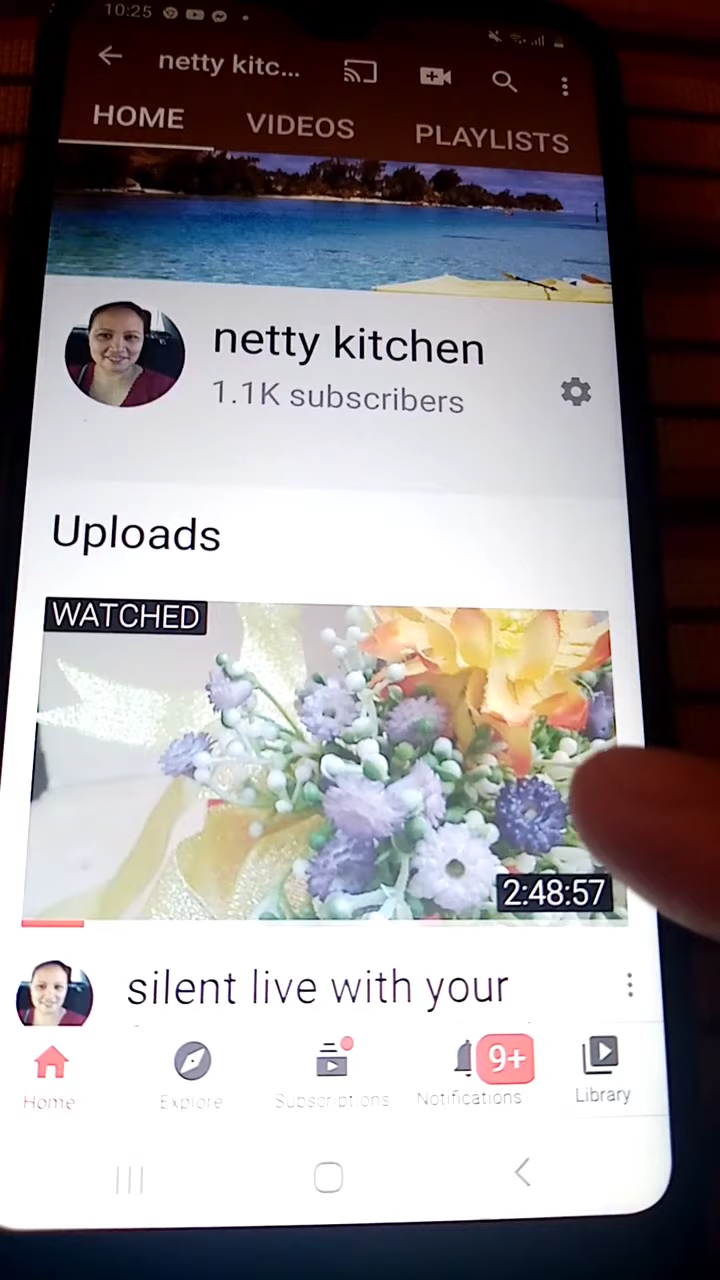 10:25
netty kitc...
HOME VIDEOS PLAYLISTS
netty kitchen
1.1K subscribers
Uploads
WATCHED
2:48:57
silent live with your
9+
Home Explore Subscriptions Notifications Library